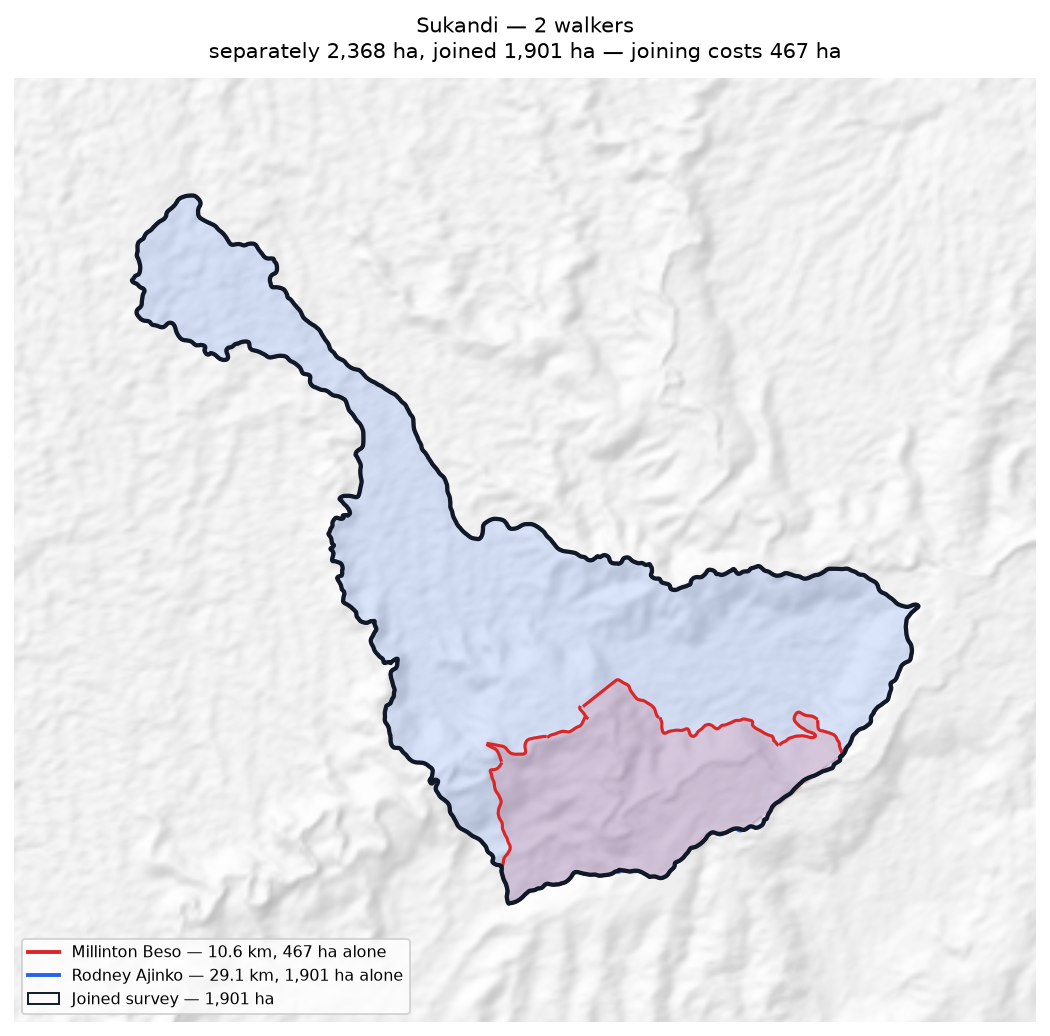 Sukandi — 2 walkers
separately 2,368 ha, joined 1,901 ha — joining costs 467 ha
Millinton Beso — 10.6 km, 467 ha alone
Rodney Ajinko — 29.1 km, 1,901 ha alone
Joined survey — 1,901 ha